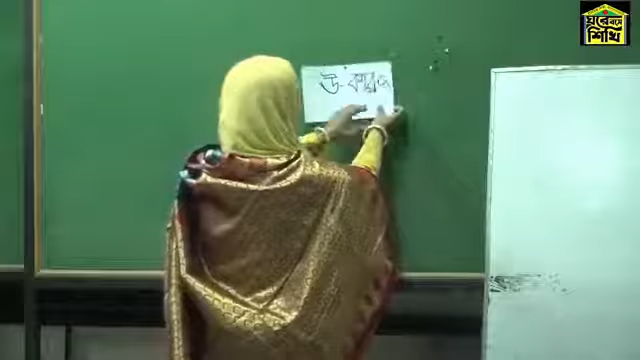 ঘরে বসে
শিখি
উ-কার